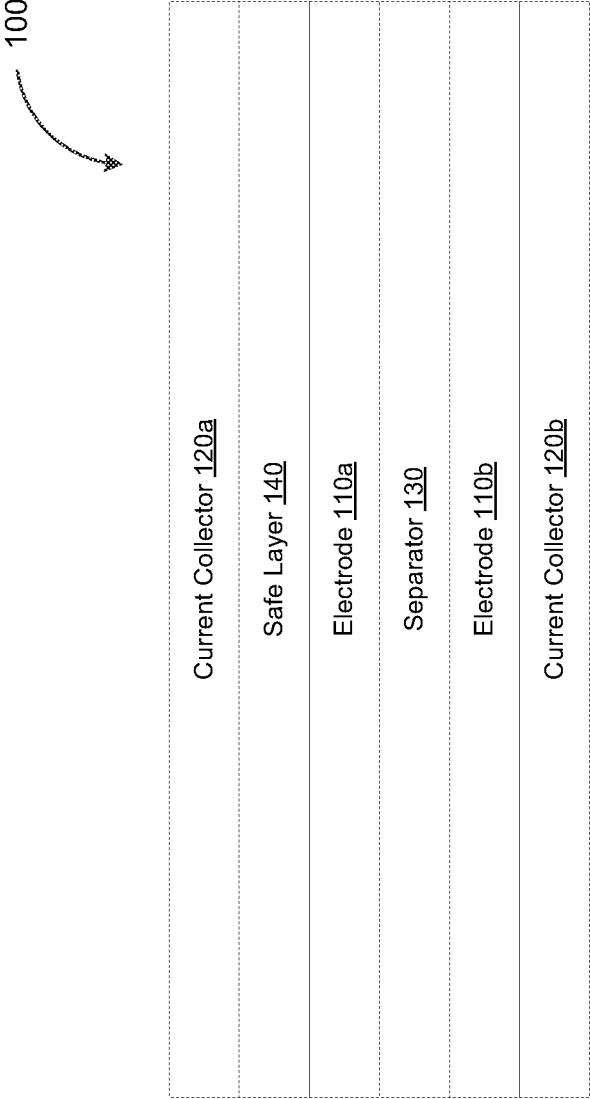 100
Current Collector 120a
Safe Layer 140
Electrode 110a
Separator 130
Electrode 110b
Current Collector 120b